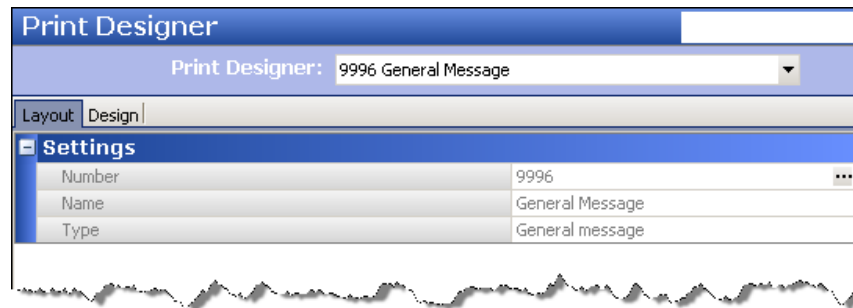 Print Designer
Print Designer: 9996 General Message
Layout Design
Settings
Number 9996 ...
Name General Message
Type General message